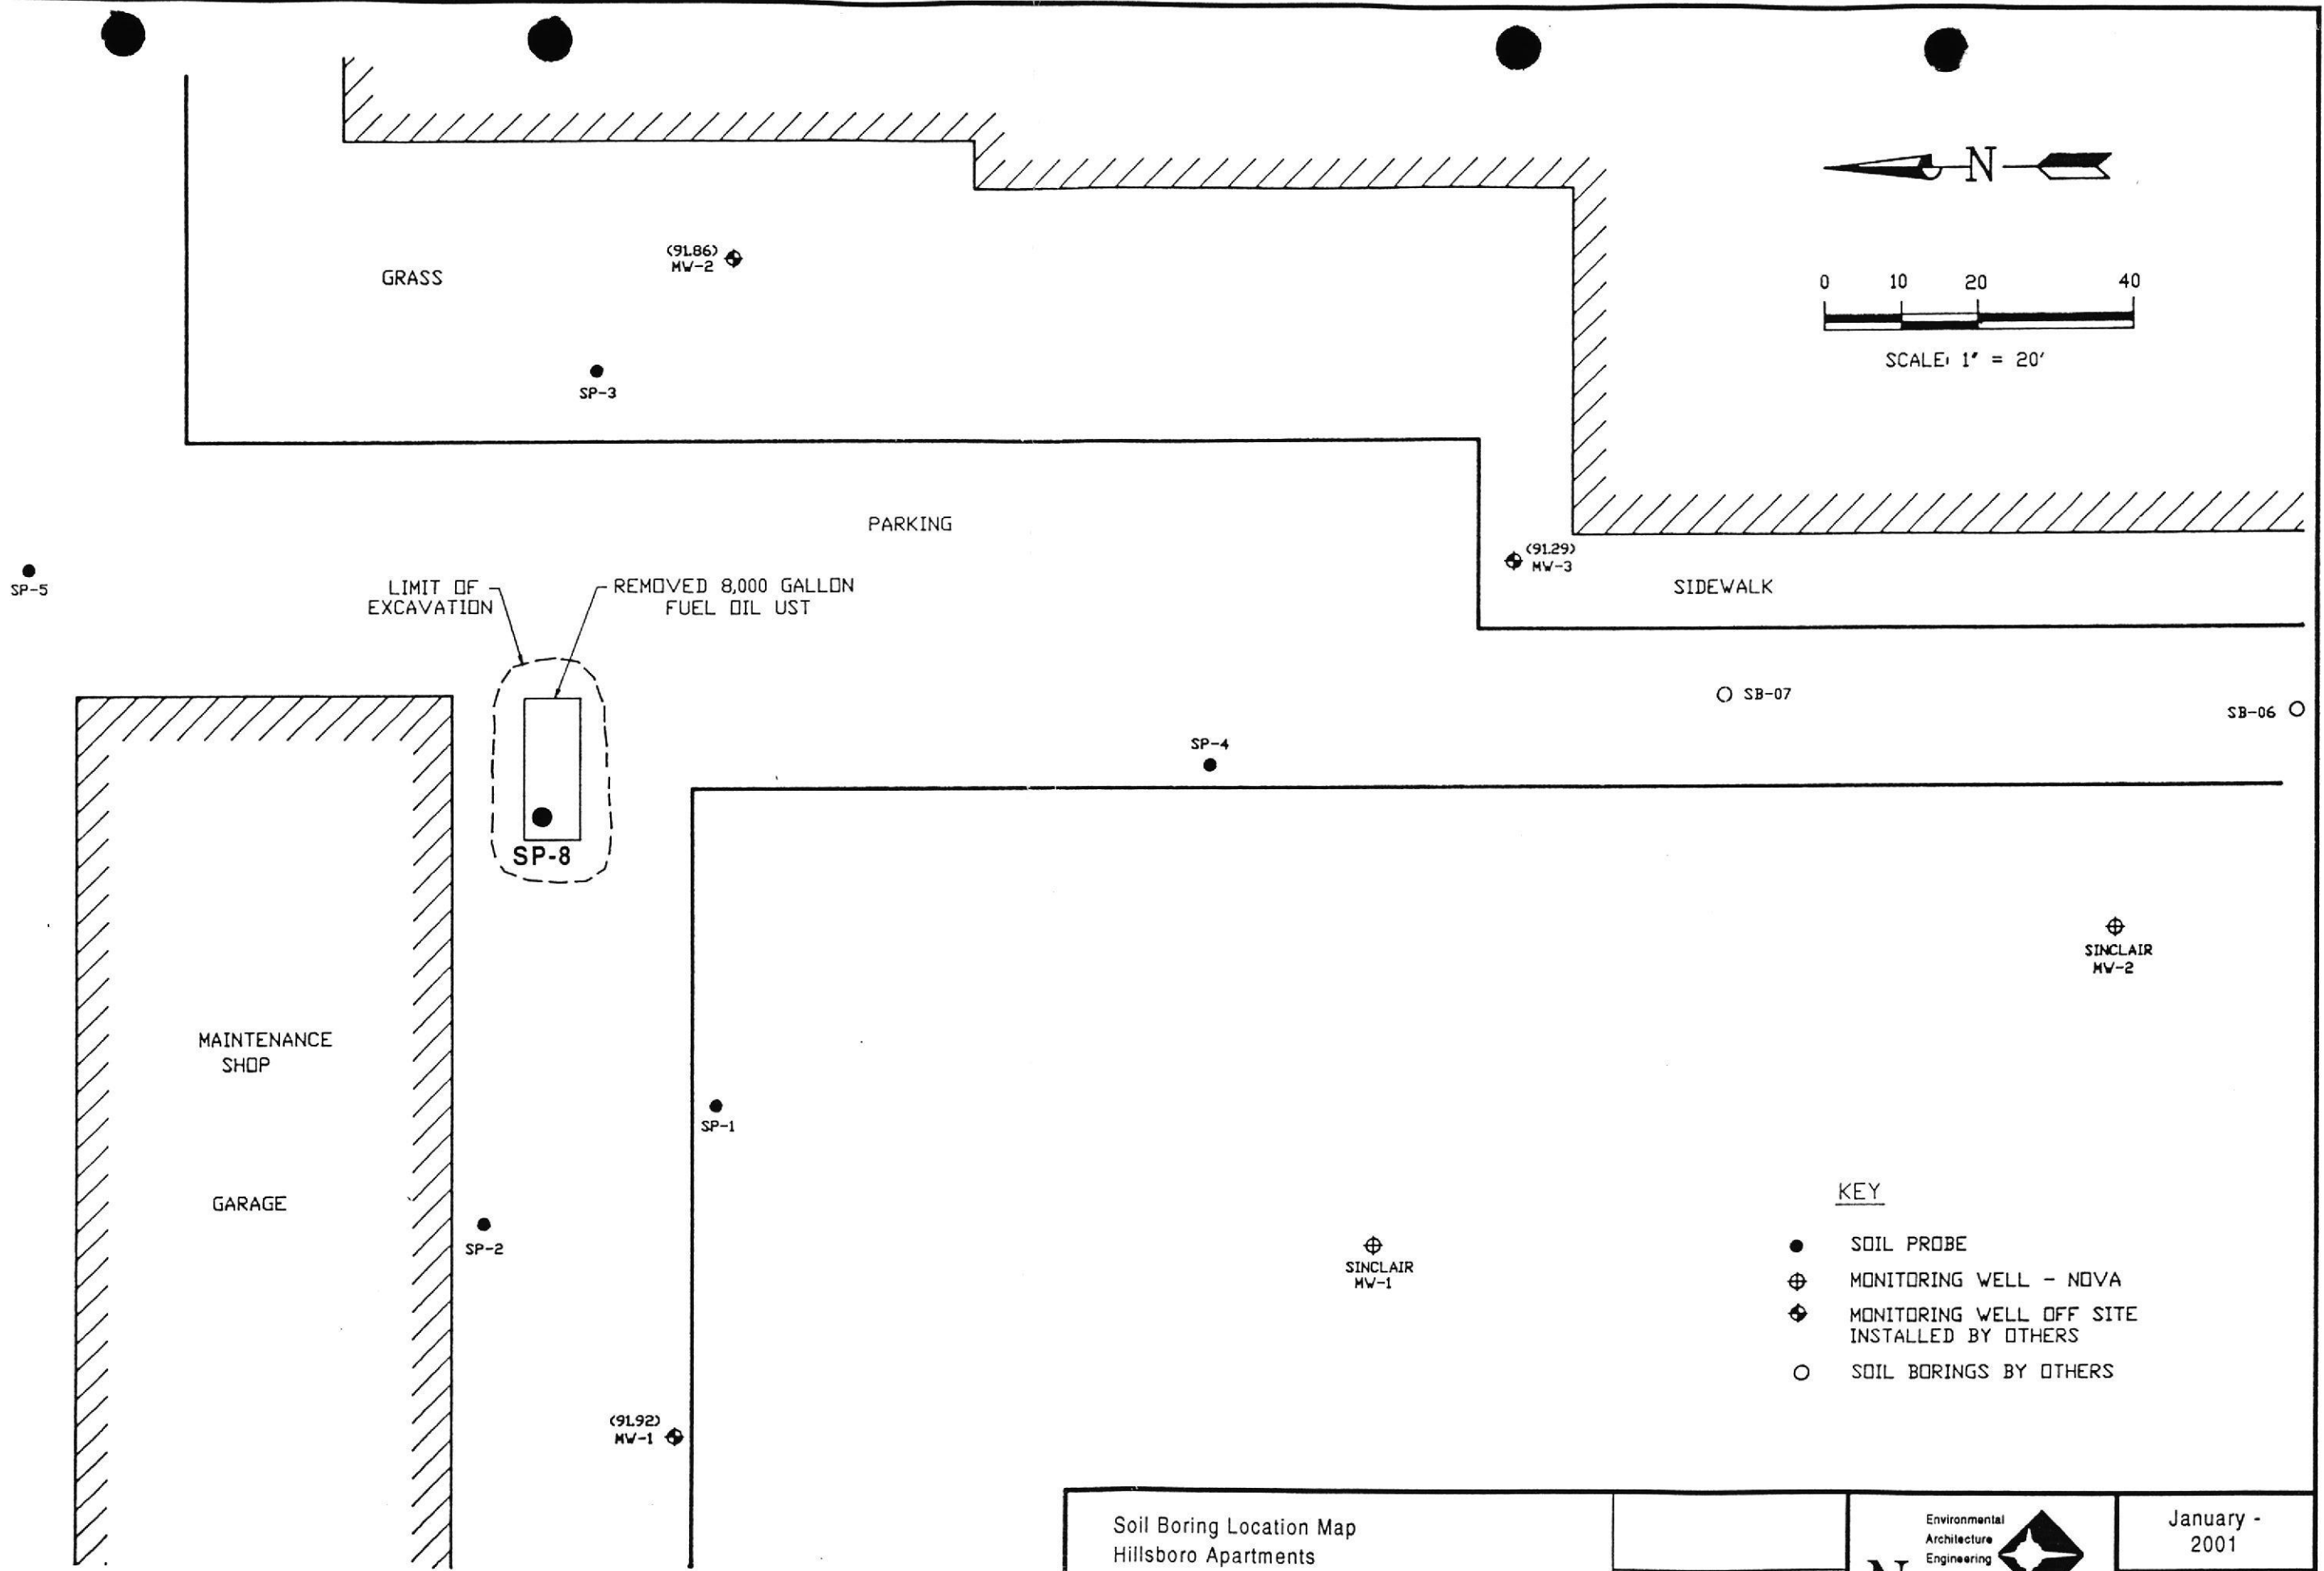 N
0 10 20 40
SCALE: 1" = 20'
(91.86)
MW-2
GRASS
SP-3
PARKING
(91.29)
MW-3
SIDEWALK
SP-5
LIMIT OF
EXCAVATION
REMOVED 8,000 GALLON
FUEL OIL UST
SB-07
SB-06
SP-4
SP-8
SINCLAIR
MW-2
MAINTENANCE
SHOP
SP-1
GARAGE
SP-2
SINCLAIR
MW-1
KEY
SOIL PROBE
MONITORING WELL - NOVA
MONITORING WELL OFF SITE
INSTALLED BY OTHERS
SOIL BORINGS BY OTHERS
(91.92)
MW-1
Soil Boring Location Map
Hillsboro Apartments
Environmental
Architecture
Engineering
January -
2001